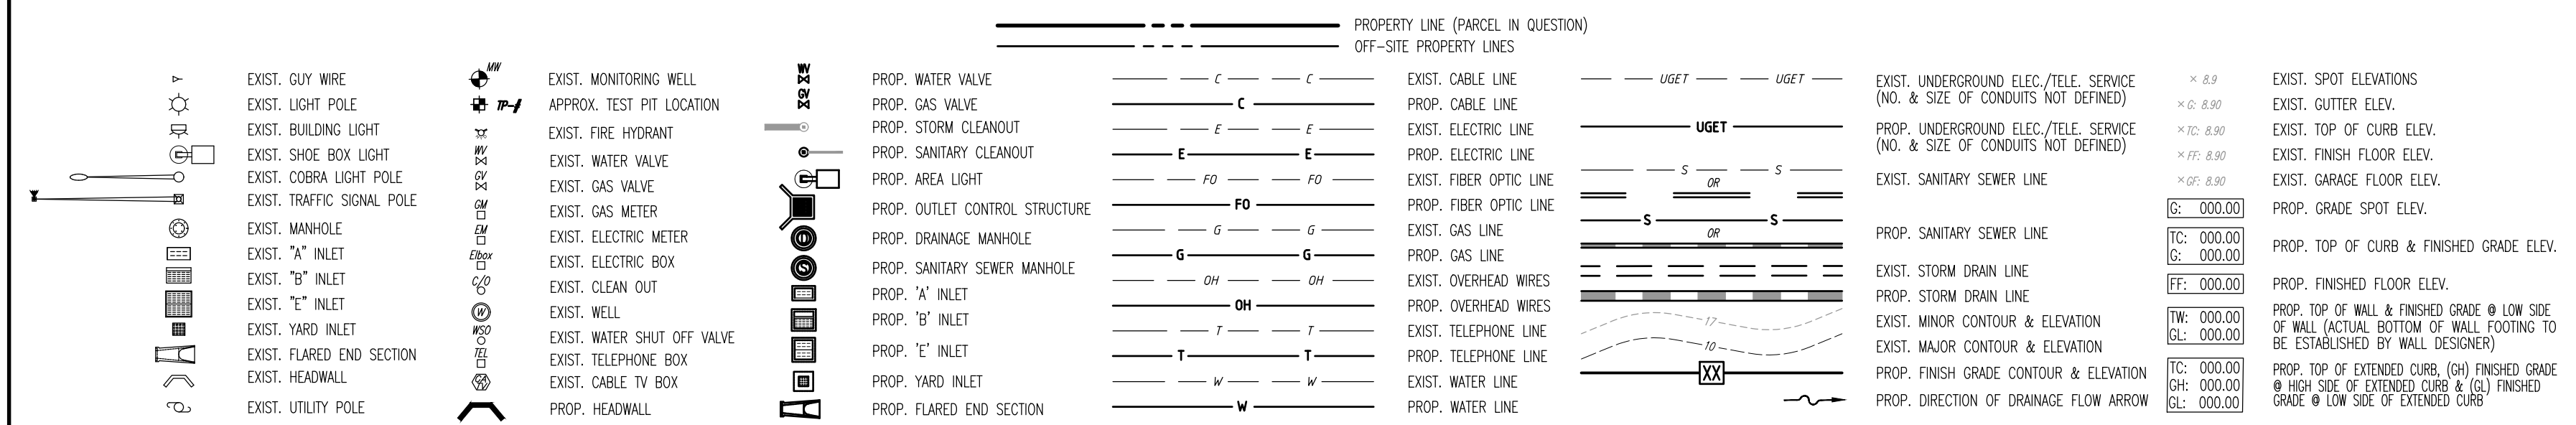 PROPERTY LINE (PARCEL IN QUESTION)
OFF-SITE PROPERTY LINES
EXIST. GUY WIRE
EXIST. LIGHT POLE
EXIST. BUILDING LIGHT
EXIST. SHOE BOX LIGHT
EXIST. COBRA LIGHT POLE
EXIST. TRAFFIC SIGNAL POLE
EXIST. MANHOLE
EXIST. "A" INLET
EXIST. "B" INLET
EXIST. "E" INLET
EXIST. YARD INLET
EXIST. FLARED END SECTION
EXIST. HEADWALL
EXIST. UTILITY POLE
MW EXIST. MONITORING WELL
TP-# APPROX. TEST PIT LOCATION
EXIST. FIRE HYDRANT
WV EXIST. WATER VALVE
GV EXIST. GAS VALVE
GM EXIST. GAS METER
EM EXIST. ELECTRIC METER
Elbox EXIST. ELECTRIC BOX
C/O EXIST. CLEAN OUT
W EXIST. WELL
WSO EXIST. WATER SHUT OFF VALVE
TEL EXIST. TELEPHONE BOX
CATV EXIST. CABLE TV BOX
PROP. HEADWALL
WV PROP. WATER VALVE
GV PROP. GAS VALVE
PROP. STORM CLEANOUT
PROP. SANITARY CLEANOUT
PROP. AREA LIGHT
PROP. OUTLET CONTROL STRUCTURE
D PROP. DRAINAGE MANHOLE
S PROP. SANITARY SEWER MANHOLE
PROP. 'A' INLET
PROP. 'B' INLET
PROP. 'E' INLET
PROP. YARD INLET
PROP. FLARED END SECTION
C C EXIST. CABLE LINE
C PROP. CABLE LINE
E E EXIST. ELECTRIC LINE
E E PROP. ELECTRIC LINE
FO FO EXIST. FIBER OPTIC LINE
FO PROP. FIBER OPTIC LINE
G G EXIST. GAS LINE
G G PROP. GAS LINE
OH OH EXIST. OVERHEAD WIRES
OH PROP. OVERHEAD WIRES
T T EXIST. TELEPHONE LINE
T T PROP. TELEPHONE LINE
W W EXIST. WATER LINE
W PROP. WATER LINE
UGET UGET EXIST. UNDERGROUND ELEC./TELE. SERVICE
(NO. & SIZE OF CONDUITS NOT DEFINED)
UGET PROP. UNDERGROUND ELEC./TELE. SERVICE
(NO. & SIZE OF CONDUITS NOT DEFINED)
S S
OR EXIST. SANITARY SEWER LINE
S S
OR PROP. SANITARY SEWER LINE
EXIST. STORM DRAIN LINE
PROP. STORM DRAIN LINE
17 EXIST. MINOR CONTOUR & ELEVATION
10 EXIST. MAJOR CONTOUR & ELEVATION
XX PROP. FINISH GRADE CONTOUR & ELEVATION
PROP. DIRECTION OF DRAINAGE FLOW ARROW
× 8.9 EXIST. SPOT ELEVATIONS
× G: 8.90 EXIST. GUTTER ELEV.
× TC: 8.90 EXIST. TOP OF CURB ELEV.
× FF: 8.90 EXIST. FINISH FLOOR ELEV.
× GF: 8.90 EXIST. GARAGE FLOOR ELEV.
G: 000.00 PROP. GRADE SPOT ELEV.
TC: 000.00
G: 000.00
PROP. TOP OF CURB & FINISHED GRADE ELEV.
FF: 000.00 PROP. FINISHED FLOOR ELEV.
TW: 000.00
GL: 000.00
PROP. TOP OF WALL & FINISHED GRADE @ LOW SIDE
OF WALL (ACTUAL BOTTOM OF WALL FOOTING TO
BE ESTABLISHED BY WALL DESIGNER)
TC: 000.00
GH: 000.00
GL: 000.00
PROP. TOP OF EXTENDED CURB, (GH) FINISHED GRADE
@ HIGH SIDE OF EXTENDED CURB & (GL) FINISHED
GRADE @ LOW SIDE OF EXTENDED CURB